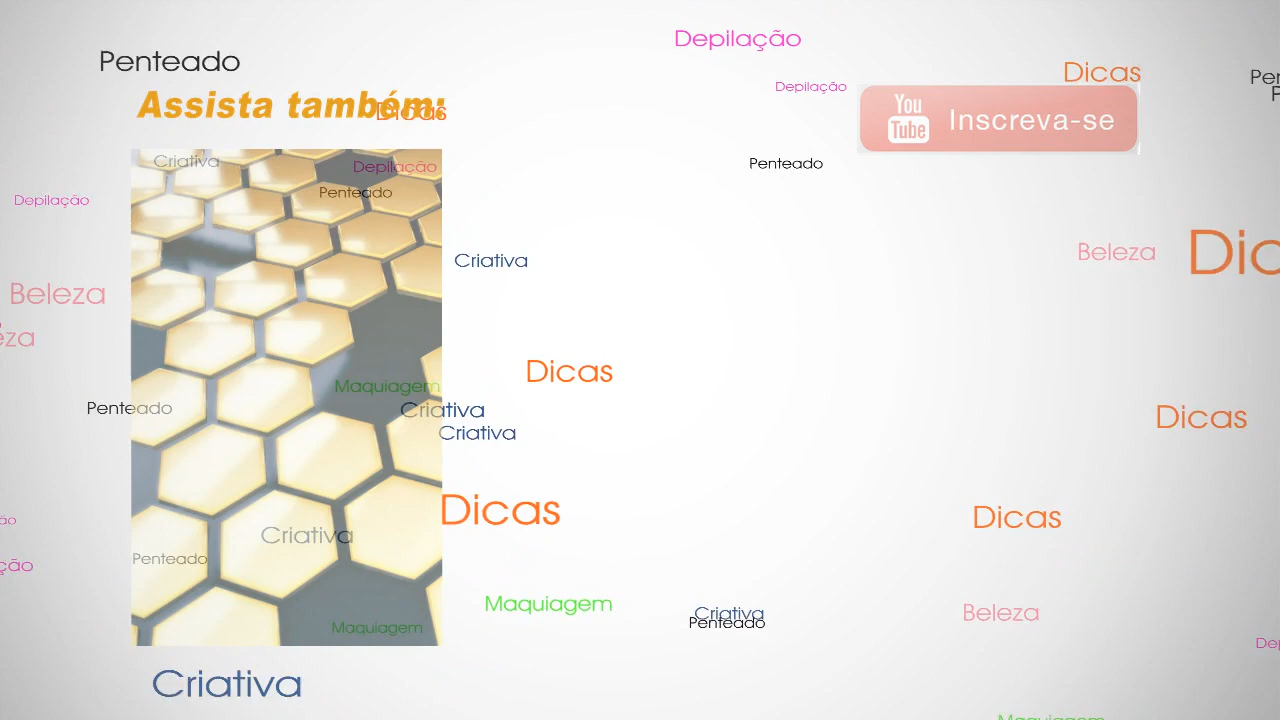 Depilação
Penteado
Dicas
Assista também:
Dicas
Depilação
You
Tube
Inscreva-se
Criativa
Depilação
Penteado
Penteado
Depilação
Beleza
Criativa
Beleza
Dicas
Maquiagem
Penteado
Criativa
Dicas
Criativa
Dicas
Dicas
Criativa
Penteado
Maquiagem
Criativa
Penteado
Beleza
Maquiagem
Criativa